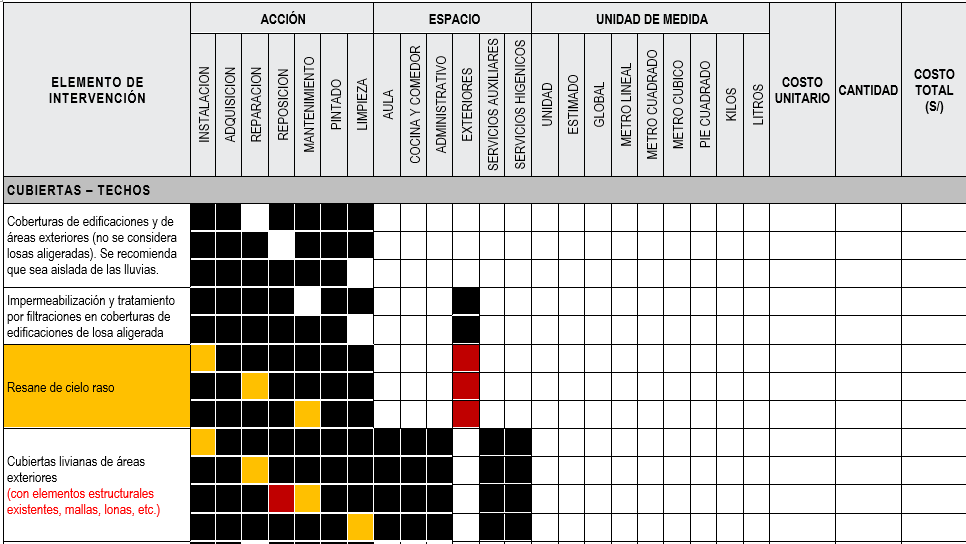 ACCIÓN
ESPACIO
UNIDAD DE MEDIDA
ELEMENTO DE
INTERVENCIÓN
INSTALACION
ADQUISICION
REPARACION
REPOSICION
MANTENIMIENTO
PINTADO
LIMPIEZA
AULA
COCINA Y COMEDOR
ADMINISTRATIVO
EXTERIORES
SERVICIOS AUXILIARES
SERVICIOS HIGENICOS
UNIDAD
ESTIMADO
GLOBAL
METRO LINEAL
METRO CUADRADO
METRO CUBICO
PIE CUADRADO
KILOS
LITROS
COSTO
UNITARIO
CANTIDAD
COSTO
TOTAL
(S/)
CUBIERTAS – TECHOS
Coberturas de edificaciones y de
áreas exteriores (no se considera
losas aligeradas). Se recomienda
que sea aislada de las lluvias.
Impermeabilización y tratamiento
por filtraciones en coberturas de
edificaciones de losa aligerada
Resane de cielo raso
Cubiertas livianas de áreas
exteriores
(con elementos estructurales
existentes, mallas, lonas, etc.)